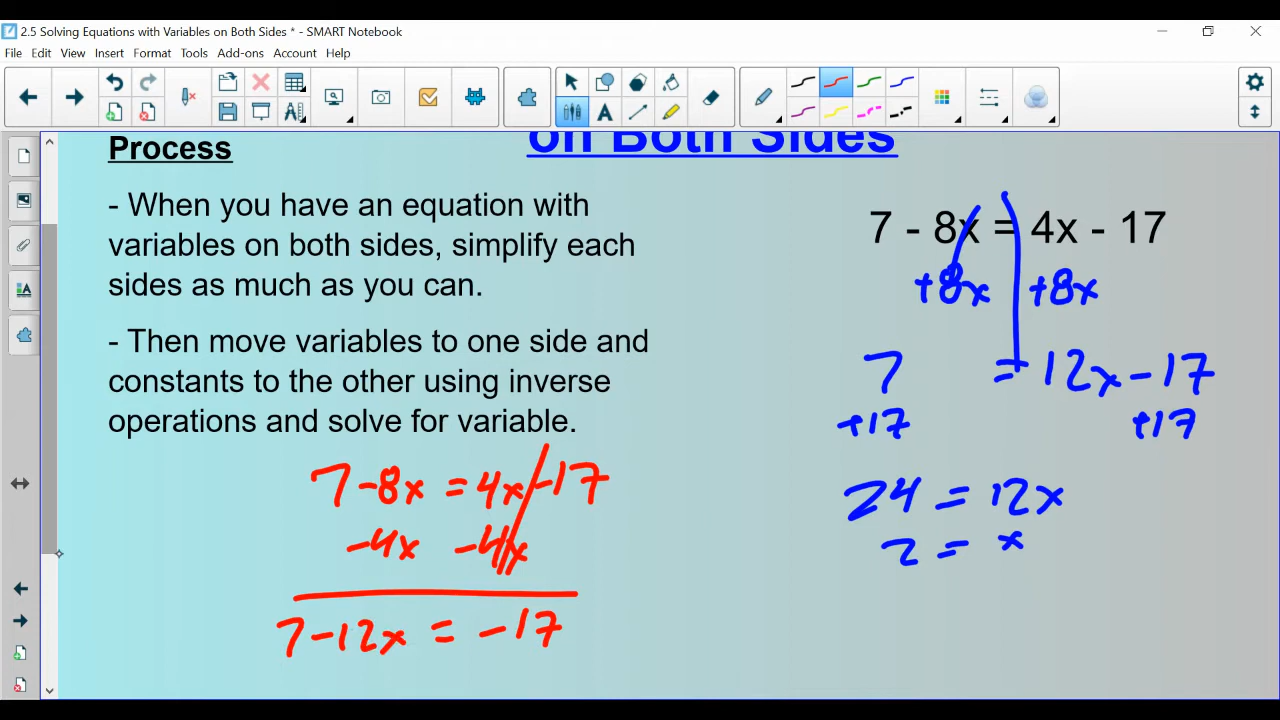 2.5 Solving Equations with Variables on Both Sides * - SMART Notebook
File Edit View Insert Format Tools Add-ons Account Help
on Both Sides
Process
- When you have an equation with
variables on both sides, simplify each
sides as much as you can.
- Then move variables to one side and
constants to the other using inverse
operations and solve for variable.
7-8x = 4x -17
-4x -4x
7-12x = -17
7 - 8x = 4x - 17
+8x +8x
7 = 12x - 17
+17 +17
24 = 12x
2 = x